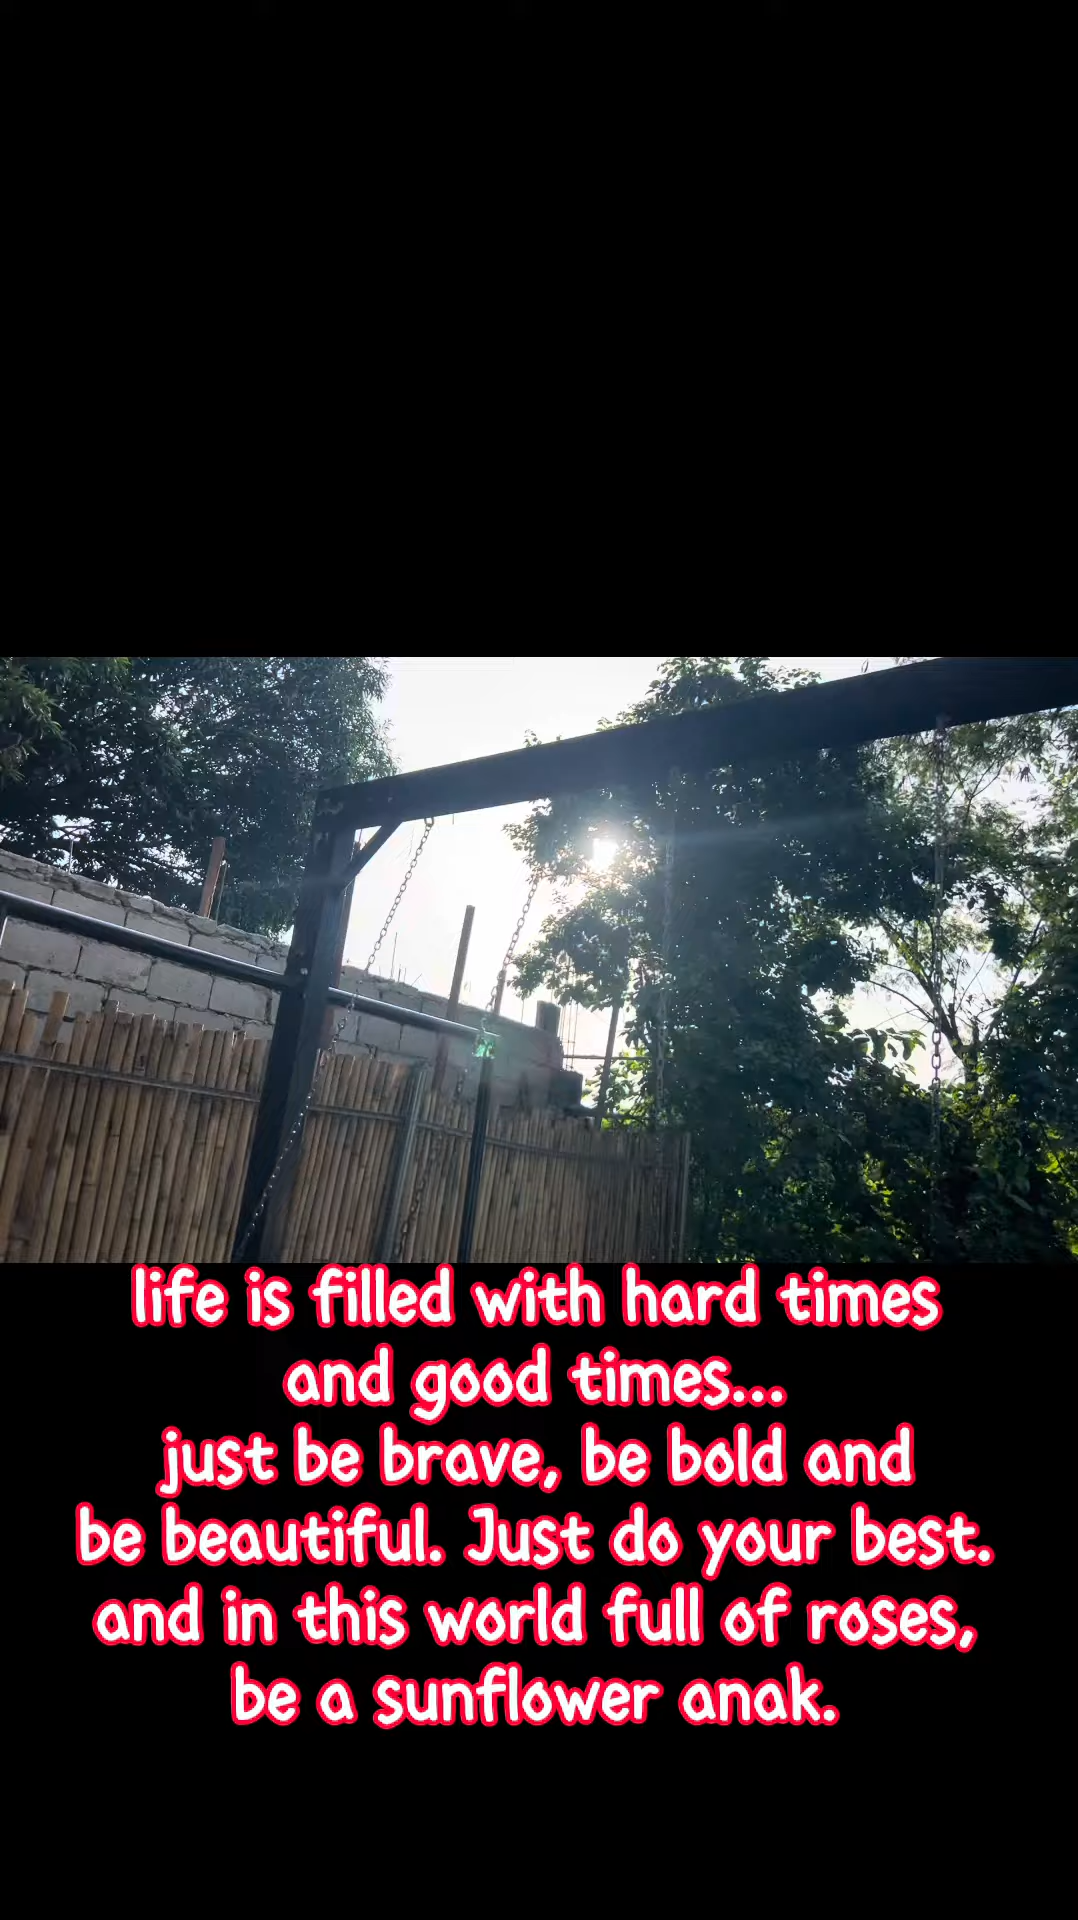 life is filled with hard times
and good times...
just be brave, be bold and
be beautiful. Just do your best.
and in this world full of roses,
be a sunflower anak.